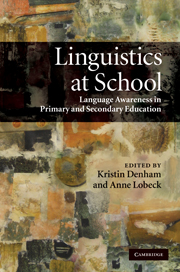 Linguistics
at School
Language Awareness in
Primary and Secondary Education
EDITED BY
Kristin Denham
and Anne Lobeck
CAMBRIDGE